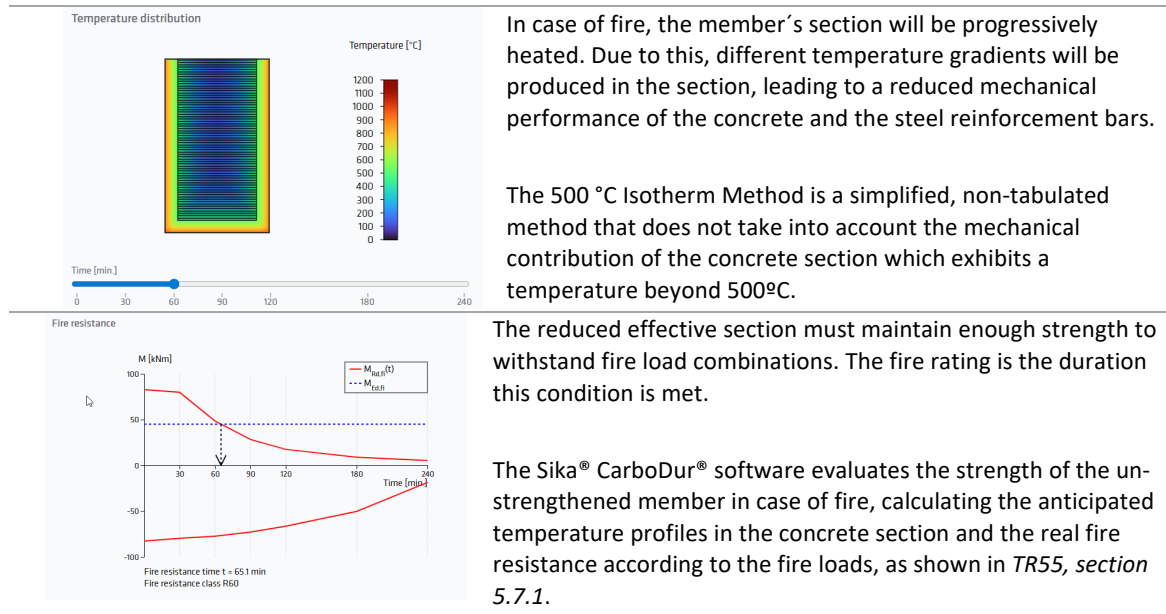 Temperature distribution
Temperature [°C]
1200
1100
1000
900
800
700
600
500
400
300
200
100
0
Time [min.]
0 30 60 90 120 180 240
In case of fire, the member´s section will be progressively
heated. Due to this, different temperature gradients will be
produced in the section, leading to a reduced mechanical
performance of the concrete and the steel reinforcement bars.
The 500 °C Isotherm Method is a simplified, non-tabulated
method that does not take into account the mechanical
contribution of the concrete section which exhibits a
temperature beyond 500ºC.
Fire resistance
M [kNm]
M_Rd,fi(t)
M_Ed,fi
100
50
0
-50
-100
30 60 90 120 180 240
Time [min.]
Fire resistance time t = 65.1 min
Fire resistance class R60
The reduced effective section must maintain enough strength to
withstand fire load combinations. The fire rating is the duration
this condition is met.
The Sika® CarboDur® software evaluates the strength of the un-
strengthened member in case of fire, calculating the anticipated
temperature profiles in the concrete section and the real fire
resistance according to the fire loads, as shown in TR55, section
5.7.1.